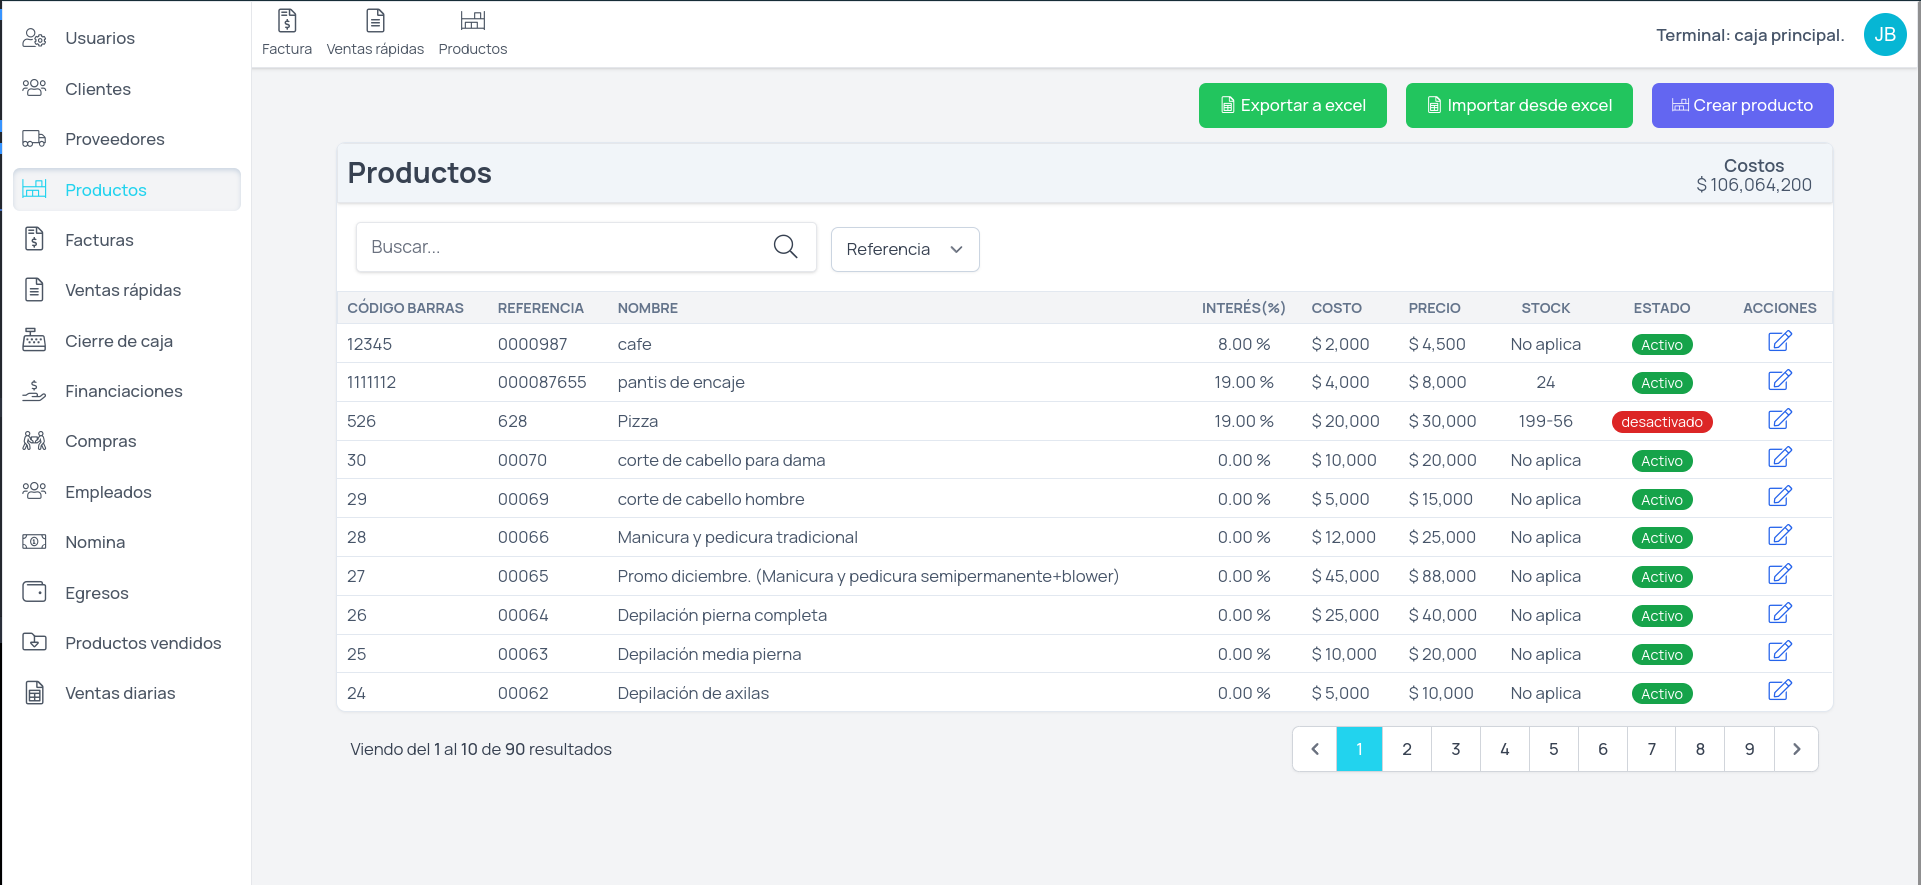 Usuarios
Clientes
Proveedores
Productos
Facturas
Ventas rápidas
Cierre de caja
Financiaciones
Compras
Empleados
Nomina
Egresos
Productos vendidos
Ventas diarias
Factura Ventas rápidas Productos
Terminal: caja principal. JB
Exportar a excel Importar desde excel Crear producto
Productos
Costos
$ 106,064,200
Buscar... Referencia
CÓDIGO BARRAS REFERENCIA NOMBRE INTERÉS(%) COSTO PRECIO STOCK ESTADO ACCIONES
12345 0000987 cafe 8.00 % $ 2,000 $ 4,500 No aplica Activo
1111112 000087655 pantis de encaje 19.00 % $ 4,000 $ 8,000 24 Activo
526 628 Pizza 19.00 % $ 20,000 $ 30,000 199-56 desactivado
30 00070 corte de cabello para dama 0.00 % $ 10,000 $ 20,000 No aplica Activo
29 00069 corte de cabello hombre 0.00 % $ 5,000 $ 15,000 No aplica Activo
28 00066 Manicura y pedicura tradicional 0.00 % $ 12,000 $ 25,000 No aplica Activo
27 00065 Promo diciembre. (Manicura y pedicura semipermanente+blower) 0.00 % $ 45,000 $ 88,000 No aplica Activo
26 00064 Depilación pierna completa 0.00 % $ 25,000 $ 40,000 No aplica Activo
25 00063 Depilación media pierna 0.00 % $ 10,000 $ 20,000 No aplica Activo
24 00062 Depilación de axilas 0.00 % $ 5,000 $ 10,000 No aplica Activo
Viendo del 1 al 10 de 90 resultados
1 2 3 4 5 6 7 8 9